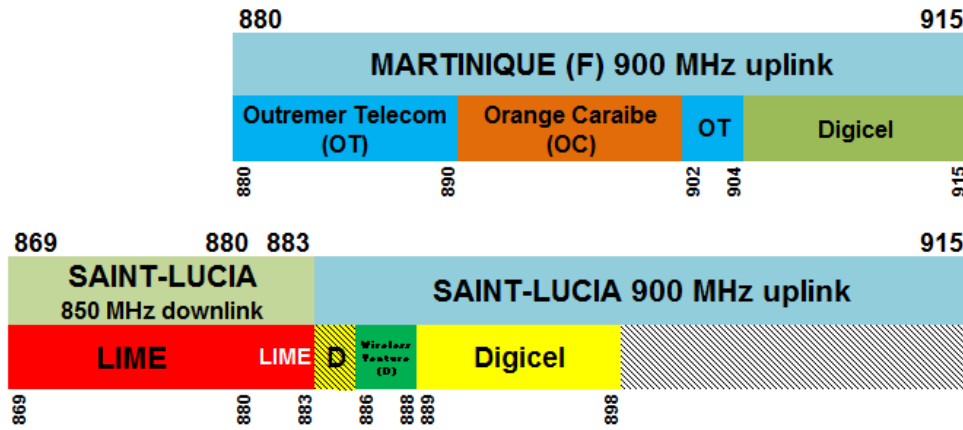 880 915
MARTINIQUE (F) 900 MHz uplink
Outremer Telecom
(OT)
Orange Caraibe
(OC)
OT
Digicel
880 890 902 904 915
869 880 883 915
SAINT-LUCIA
850 MHz downlink
SAINT-LUCIA 900 MHz uplink
LIME
LIME
D
Wireless
Venture
(D)
Digicel
869 880 883 886 888 889 898